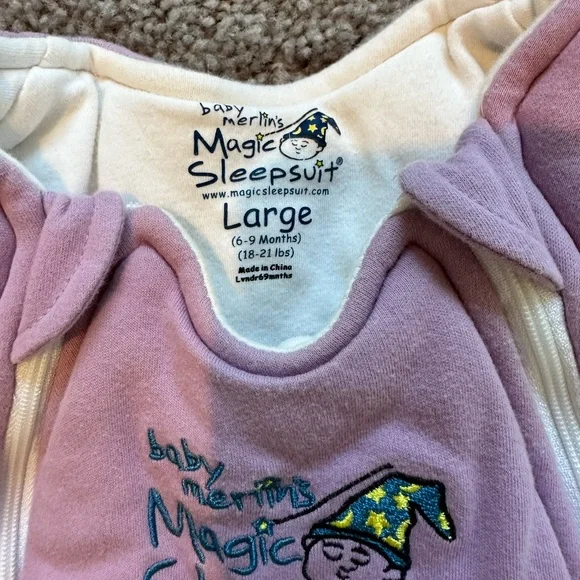 baby
merlin's
Magic
Sleepsuit®
www.magicsleepsuit.com
Large
(6-9 Months)
(18-21 lbs)
Made in China
Lvndr69mnths
baby
merlin's
Magic